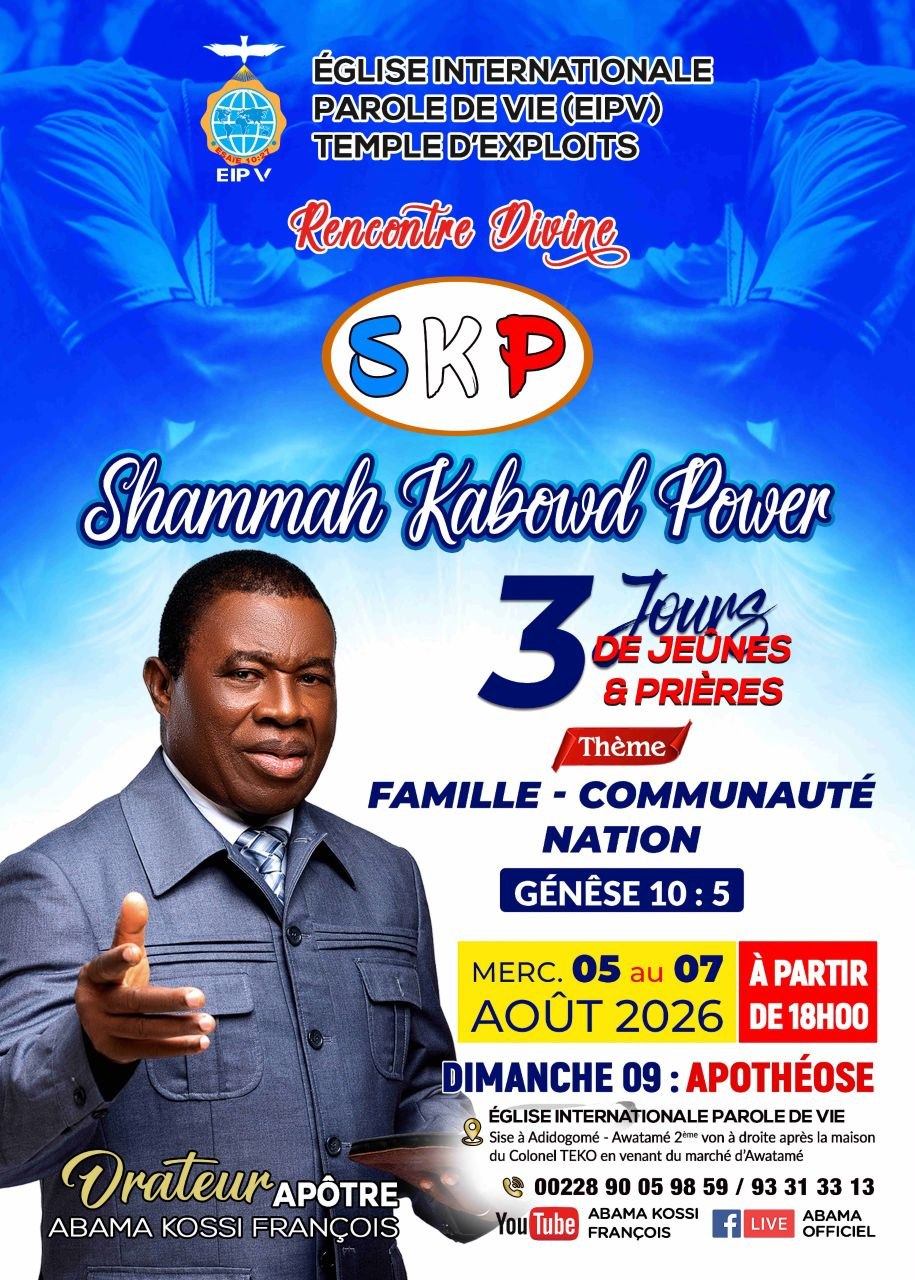 ÉGLISE INTERNATIONALE
PAROLE DE VIE (EIPV)
TEMPLE D'EXPLOITS
ESAIE 10:27
EIPV
Rencontre Divine
SKP
Shammah Kabowd Power
3 Jours
DE JEÛNES
& PRIÈRES
Thème
FAMILLE - COMMUNAUTÉ
NATION
GÉNÊSE 10 : 5
MERC. 05 au 07
AOÛT 2026
À PARTIR
DE 18H00
DIMANCHE 09 : APOTHÉOSE
ÉGLISE INTERNATIONALE PAROLE DE VIE
Sise à Adidogomé - Awatamé 2ème von à droite après la maison
du Colonel TEKO en venant du marché d'Awatamé
00228 90 05 98 59 / 93 31 33 13
YouTube ABAMA KOSSI
FRANÇOIS
f LIVE ABAMA
OFFICIEL
Orateur APÔTRE
ABAMA KOSSI FRANÇOIS